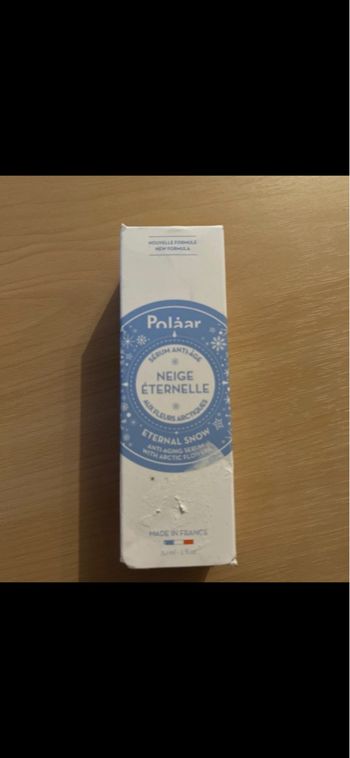 NOUVELLE FORMULE
NEW FORMULA
Polåar
SÉRUM ANTI-ÂGE
NEIGE
ÉTERNELLE
AUX FLEURS ARCTIQUES
ETERNAL SNOW
ANTI-AGING SERUM
WITH ARCTIC FLOWERS
MADE IN FRANCE